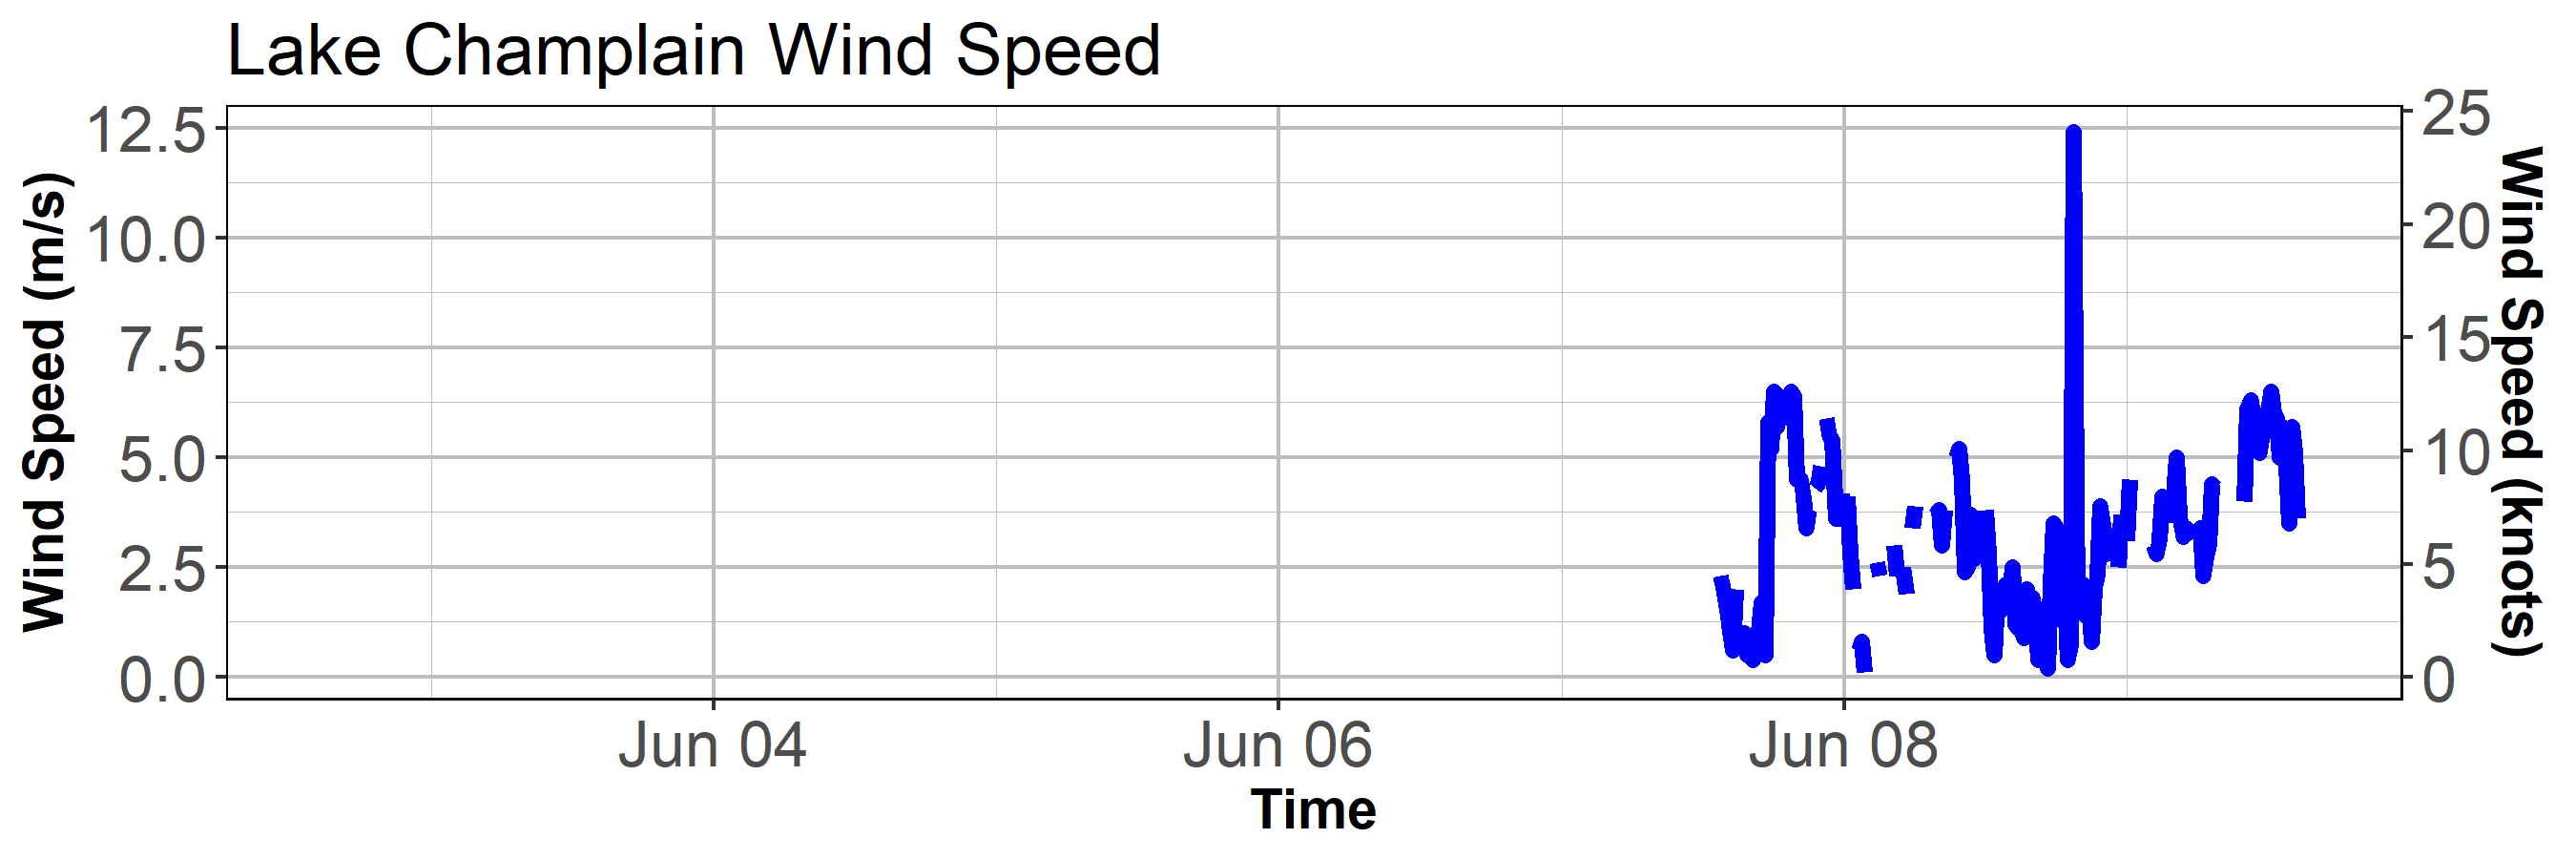 Lake Champlain Wind Speed
Wind Speed (m/s)
12.5
10.0
7.5
5.0
2.5
0.0
25
20
15
10
5
0
Wind Speed (knots)
Jun 04
Jun 06
Jun 08
Time